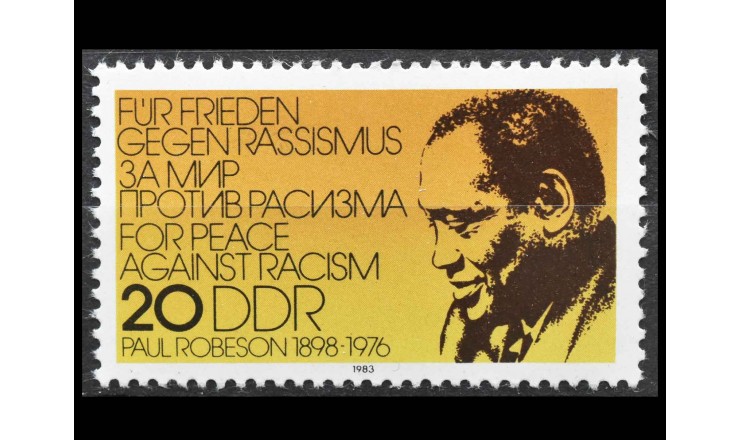 FÜR FRIEDEN
GEGEN RASSISMUS
ЗА МИР
ПРОТИВ РАСИЗМА
FOR PEACE
AGAINST RACISM
20 DDR
PAUL ROBESON 1898-1976
1983